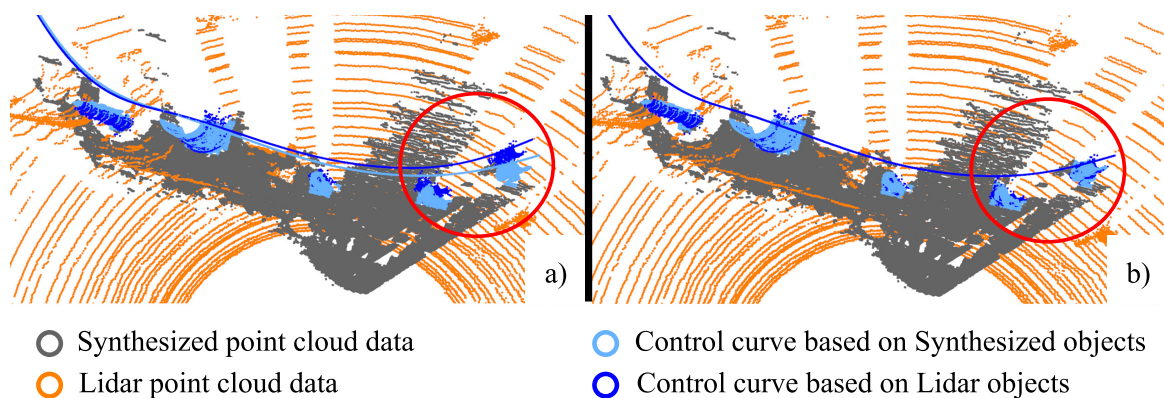 a)
b)
Synthesized point cloud data
Control curve based on Synthesized objects
Lidar point cloud data
Control curve based on Lidar objects